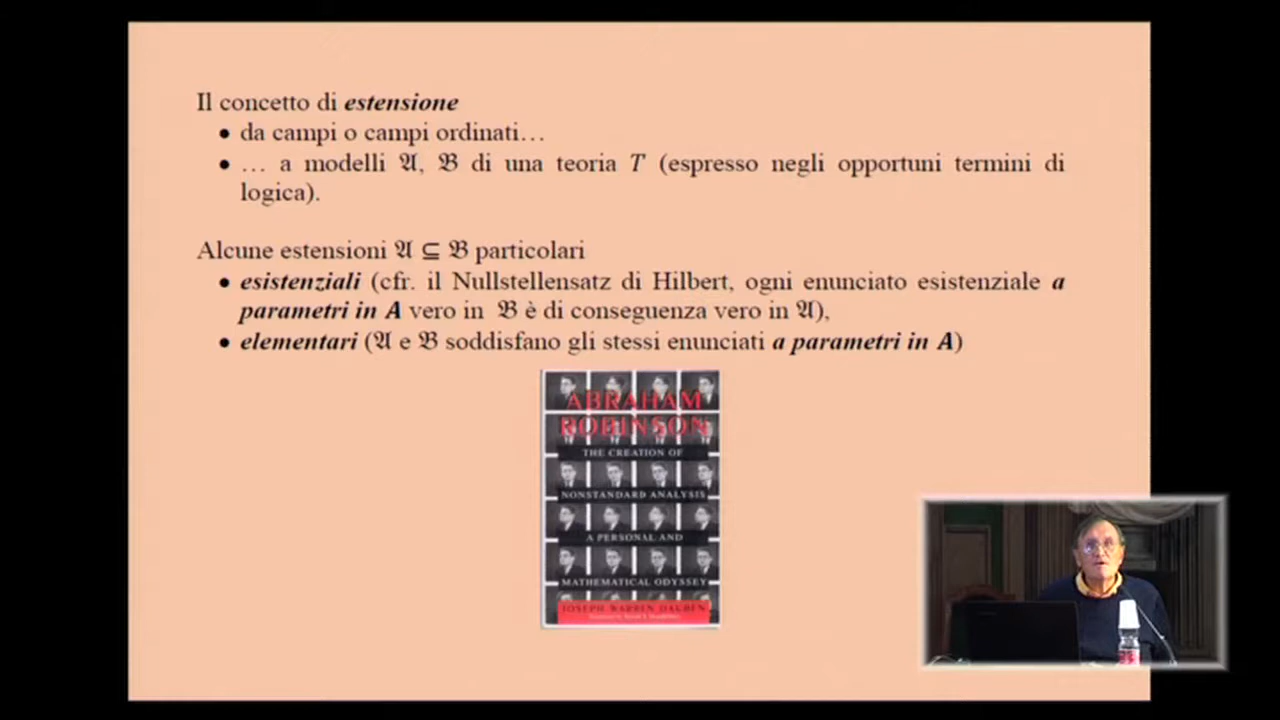 Il concetto di estensione
• da campi o campi ordinati…
• … a modelli 𝔄, 𝔅 di una teoria T (espresso negli opportuni termini di
logica).
Alcune estensioni 𝔄 ⊆ 𝔅 particolari
• esistenziali (cfr. il Nullstellensatz di Hilbert, ogni enunciato esistenziale a
parametri in A vero in 𝔅 è di conseguenza vero in 𝔄),
• elementari (𝔄 e 𝔅 soddisfano gli stessi enunciati a parametri in A)
ABRAHAM
ROBINSON
THE CREATION OF
NONSTANDARD ANALYSIS
A PERSONAL AND
MATHEMATICAL ODYSSEY
JOSEPH WARREN DAUBEN